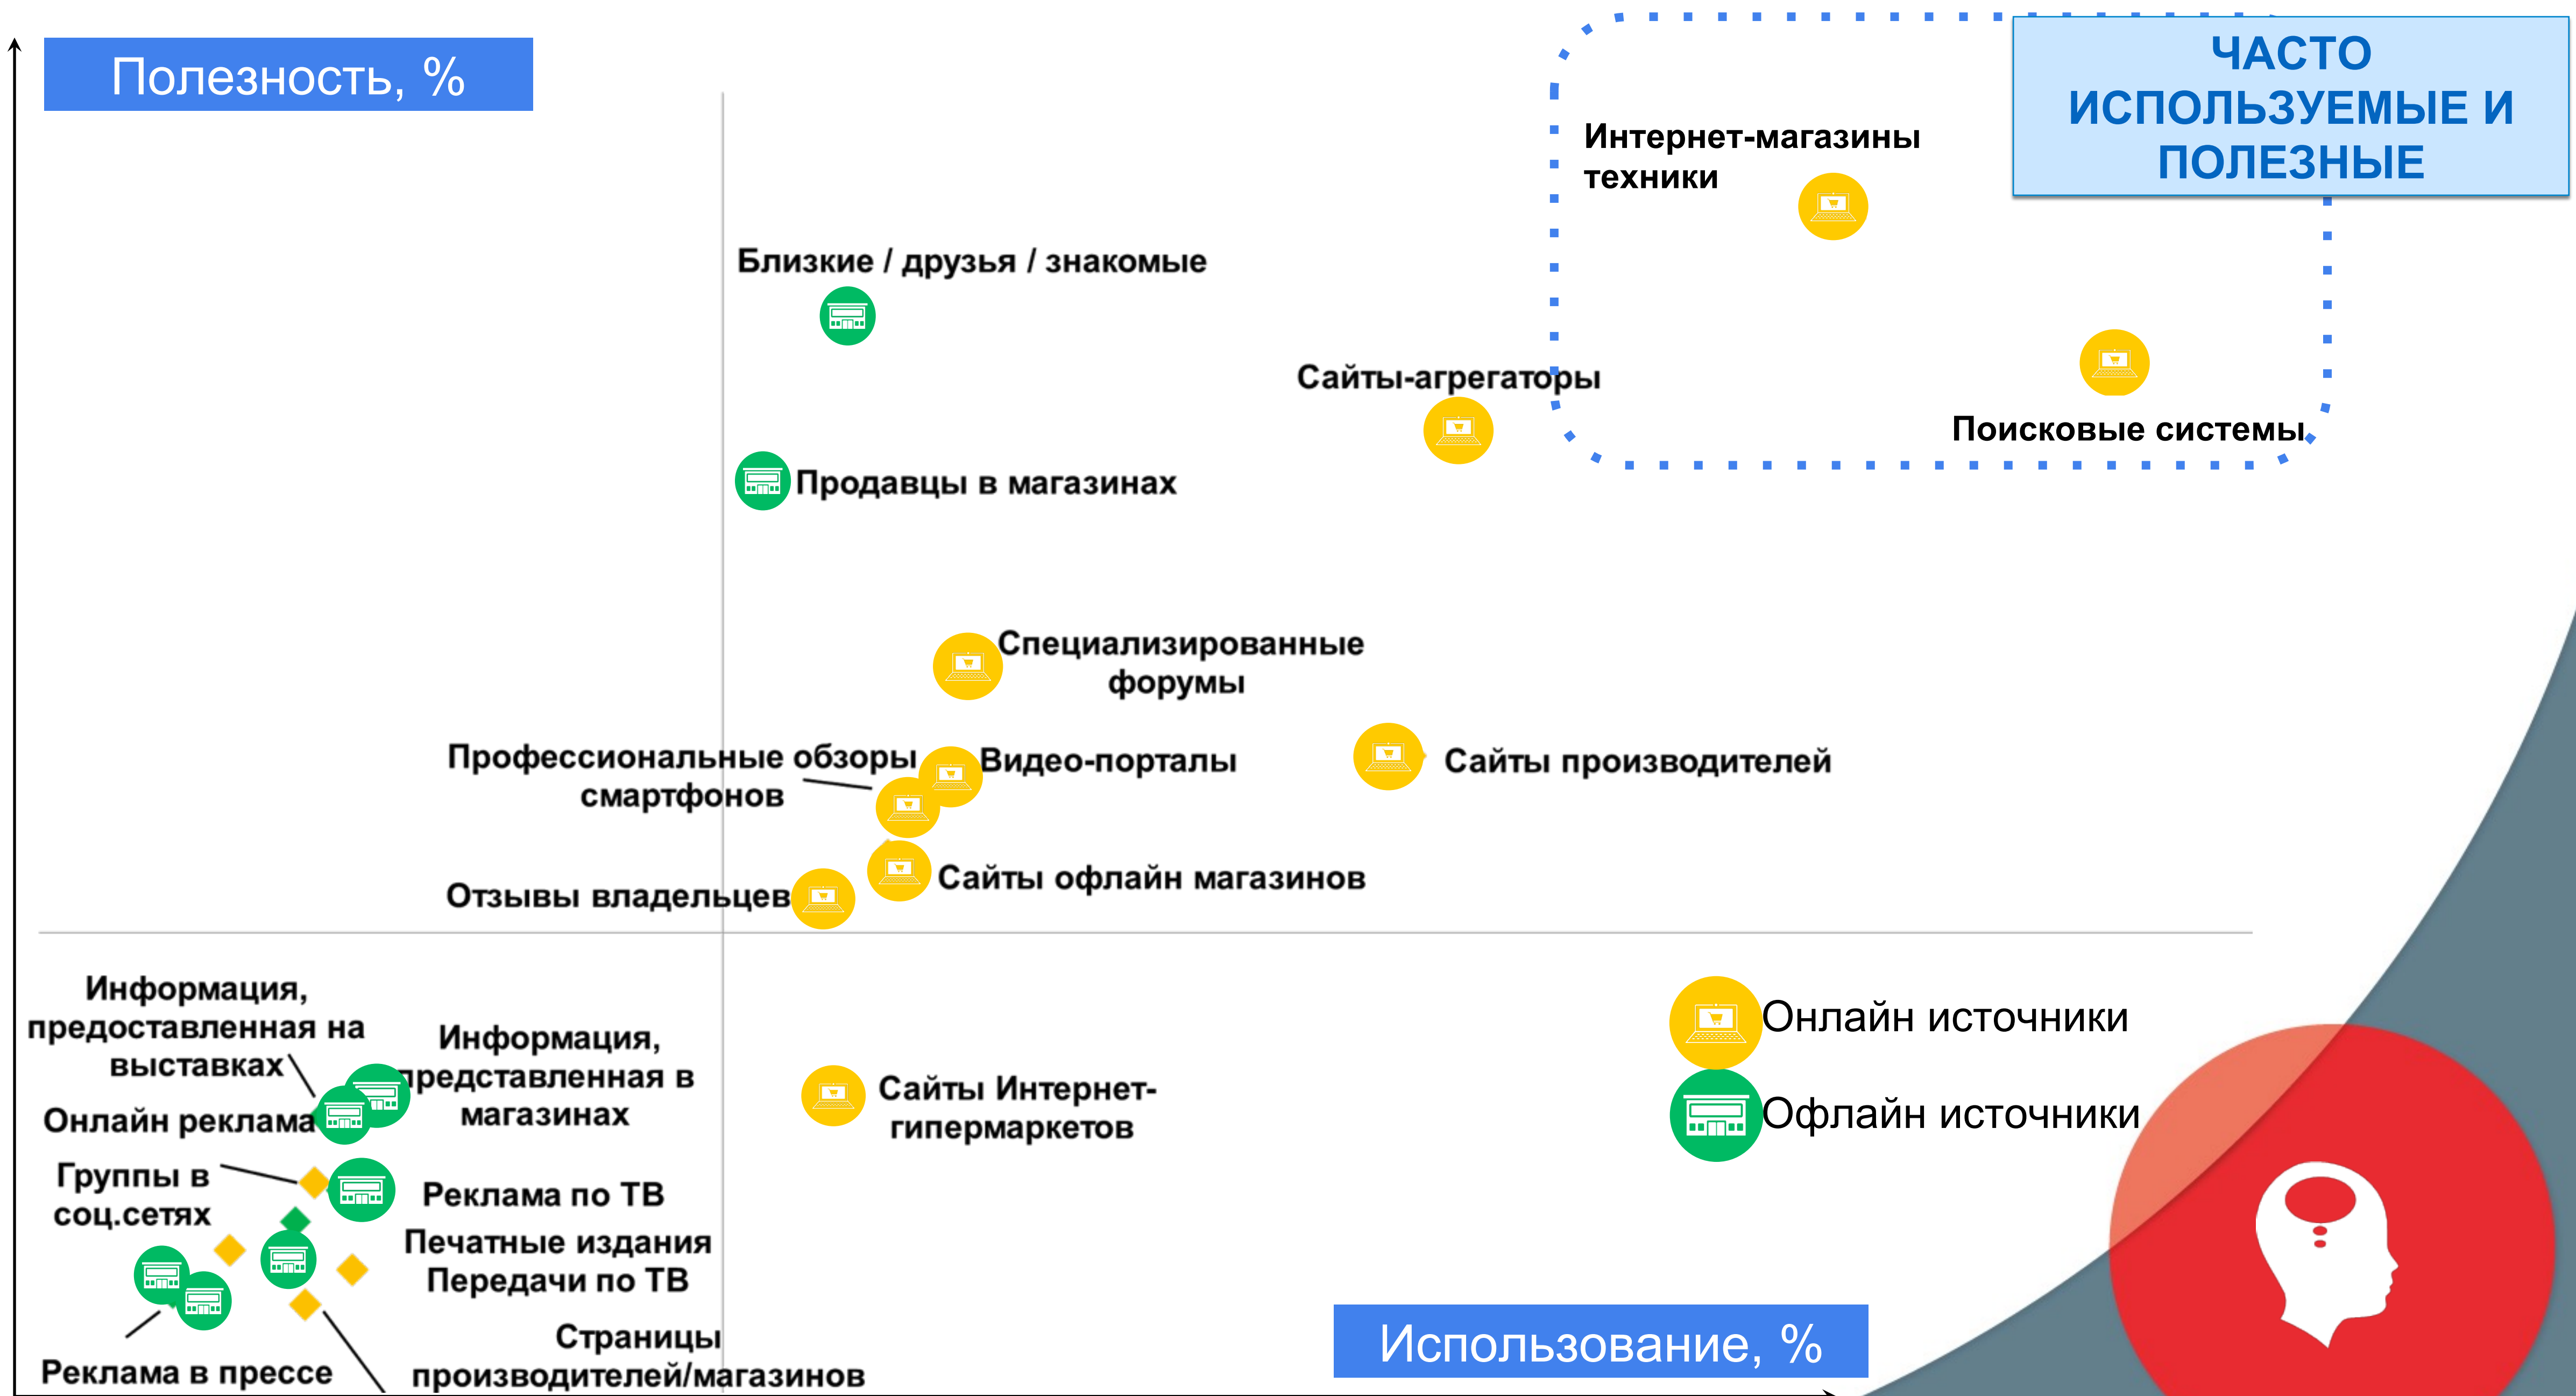 Полезность, %
ЧАСТО
ИСПОЛЬЗУЕМЫЕ И
ПОЛЕЗНЫЕ
Интернет-магазины
техники
Близкие / друзья / знакомые
Сайты-агрегаторы
Поисковые системы
Продавцы в магазинах
Специализированные
форумы
Профессиональные обзоры
смартфонов
Видео-порталы
Сайты производителей
Сайты офлайн магазинов
Отзывы владельцев
Информация,
предоставленная на
выставках
Информация,
представленная в
магазинах
Онлайн реклама
Сайты Интернет-
гипермаркетов
Онлайн источники
Офлайн источники
Группы в
соц.сетях
Реклама по ТВ
Печатные издания
Передачи по ТВ
Страницы
производителей/магазинов
Реклама в прессе
Использование, %